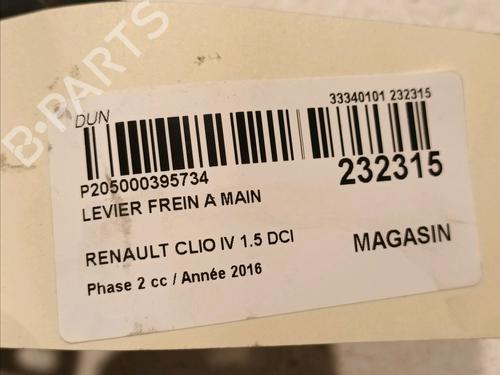 B-PARTS
DUN
33340101 232315
P205000395734
232315
LEVIER FREIN A MAIN
RENAULT CLIO IV 1.5 DCI
MAGASIN
Phase 2 cc / Année 2016